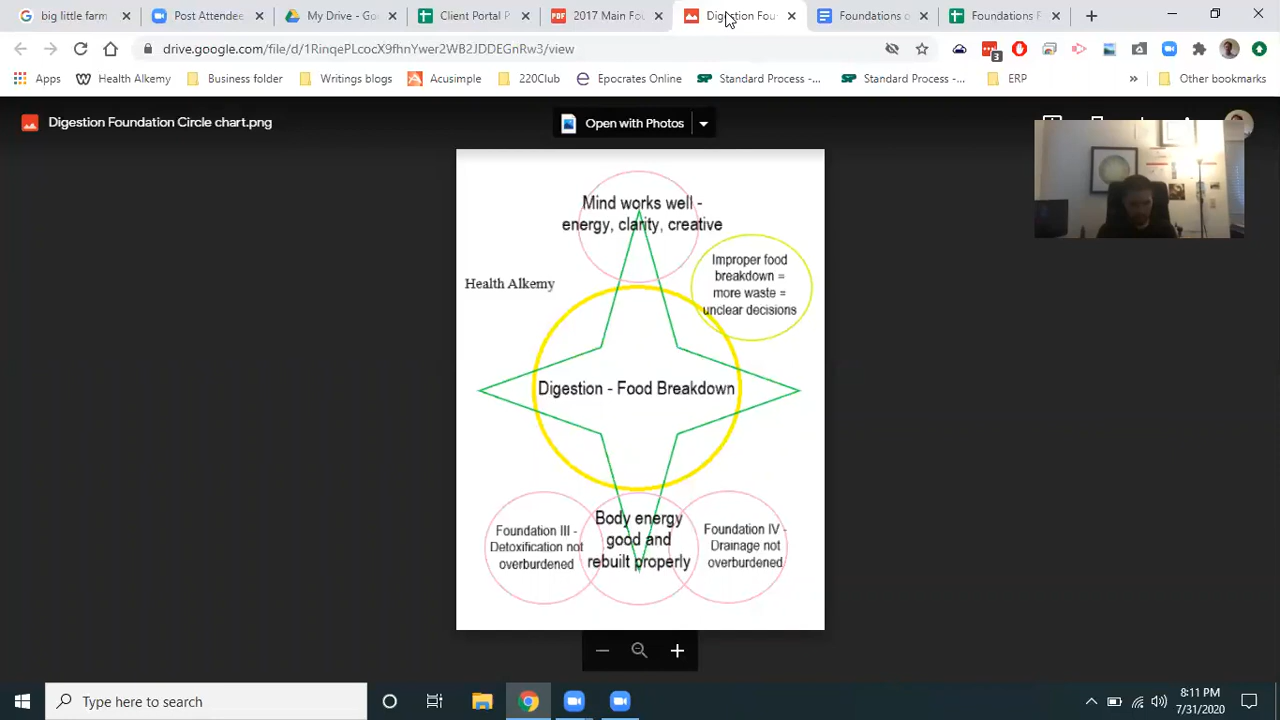 big little farm
Post Attende
My Drive - Go
Client Portal F
2017 Main Fou
Digestion Fou
Foundations o
Foundations F
drive.google.com/file/d/1RinqePLcocX9fhnYwer2WB2JDDEGnRw3/view
3
Apps
Health Alkemy
Business folder
Writings blogs
Acusimple
220Club
Epocrates Online
Standard Process -...
Standard Process -...
ERP
»
Other bookmarks
Digestion Foundation Circle chart.png
Open with Photos
Mind works well -
energy, clarity, creative
Improper food
breakdown =
more waste =
unclear decisions
Health Alkemy
Digestion - Food Breakdown
Foundation III -
Detoxification not
overburdened
Body energy
good and
rebuilt properly
Foundation IV -
Drainage not
overburdened
Type here to search
8:11 PM
7/31/2020